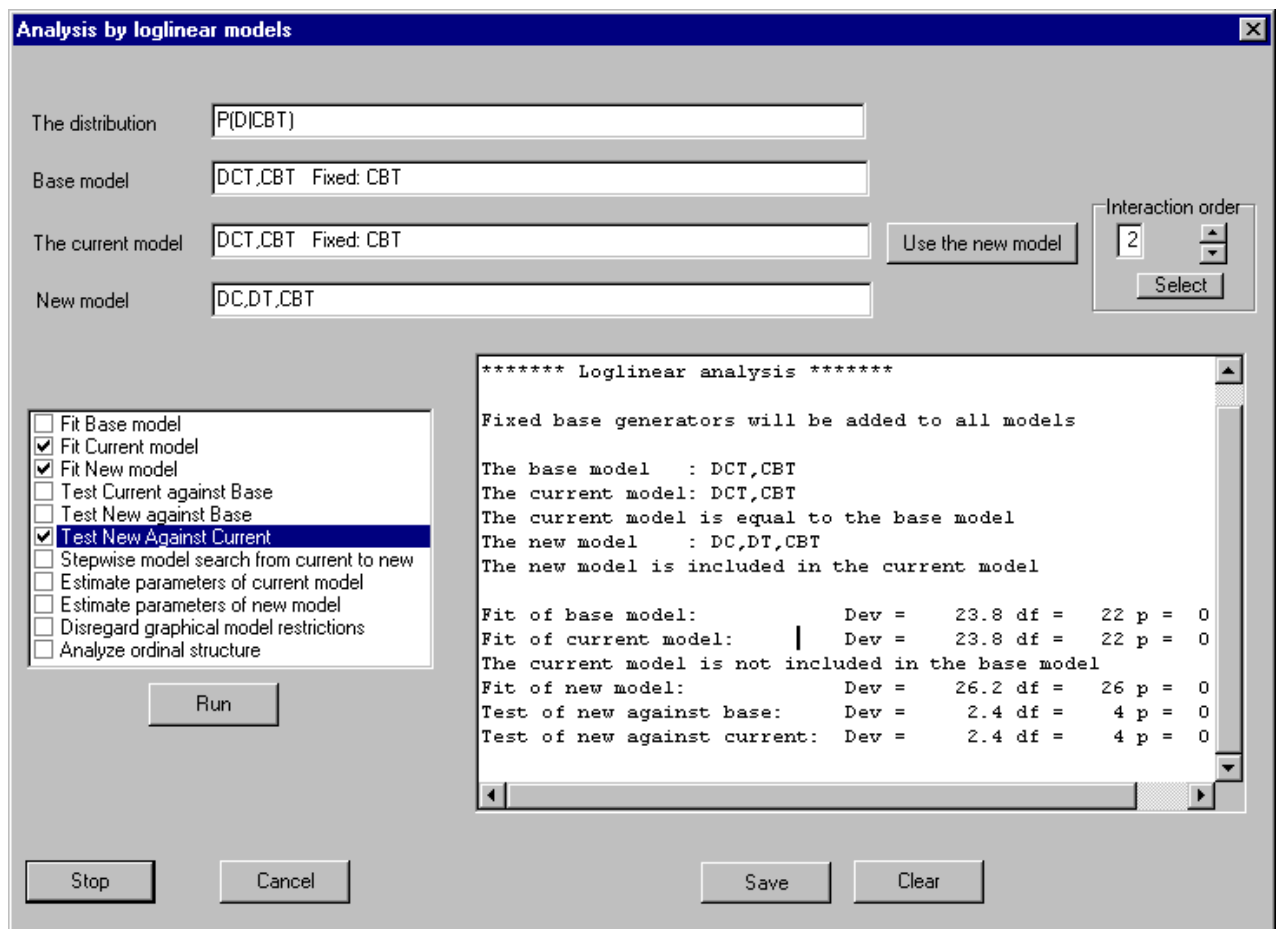 Analysis by loglinear models
The distribution P(D|CBT)
Base model DCT,CBT Fixed: CBT
Interaction order
The current model DCT,CBT Fixed: CBT Use the new model 2
Select
New model DC,DT,CBT
Fit Base model
Fit Current model
Fit New model
Test Current against Base
Test New against Base
Test New Against Current
Stepwise model search from current to new
Estimate parameters of current model
Estimate parameters of new model
Disregard graphical model restrictions
Analyze ordinal structure
Run
******* Loglinear analysis *******
Fixed base generators will be added to all models
The base model : DCT,CBT
The current model: DCT,CBT
The current model is equal to the base model
The new model : DC,DT,CBT
The new model is included in the current model
Fit of base model: Dev = 23.8 df = 22 p = 0
Fit of current model: Dev = 23.8 df = 22 p = 0
The current model is not included in the base model
Fit of new model: Dev = 26.2 df = 26 p = 0
Test of new against base: Dev = 2.4 df = 4 p = 0
Test of new against current: Dev = 2.4 df = 4 p = 0
Stop Cancel Save Clear